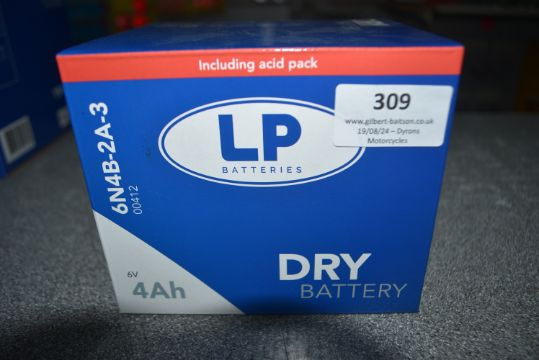 Including acid pack
309
www.gilbert-baitson.co.uk
19/08/24 – Dyrons
Motorcycles
LP
BATTERIES
6N4B-2A-3
00412
6V
4Ah
DRY
BATTERY